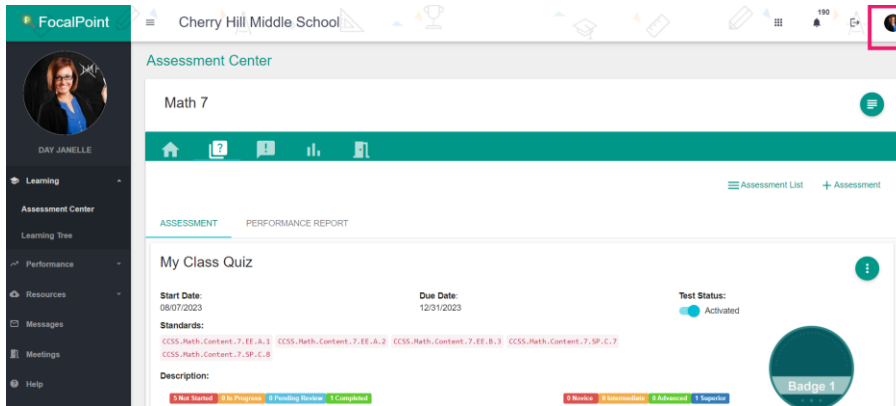 FocalPoint
Cherry Hill Middle School
190
DAY JANELLE
Learning
Assessment Center
Learning Tree
Performance
Resources
Messages
Meetings
Help
Assessment Center
Math 7
Assessment List
Assessment
ASSESSMENT PERFORMANCE REPORT
My Class Quiz
Start Date: Due Date: Test Status:
08/07/2023 12/31/2023 Activated
Standards:
CCSS.Math.Content.7.EE.A.1 CCSS.Math.Content.7.EE.A.2 CCSS.Math.Content.7.EE.B.3 CCSS.Math.Content.7.SP.C.7
CCSS.Math.Content.7.SP.C.8
Description:
5 Not Started 0 In Progress 0 Pending Review 1 Completed
0 Novice 0 Intermediate 0 Advanced 1 Superior
Badge 1